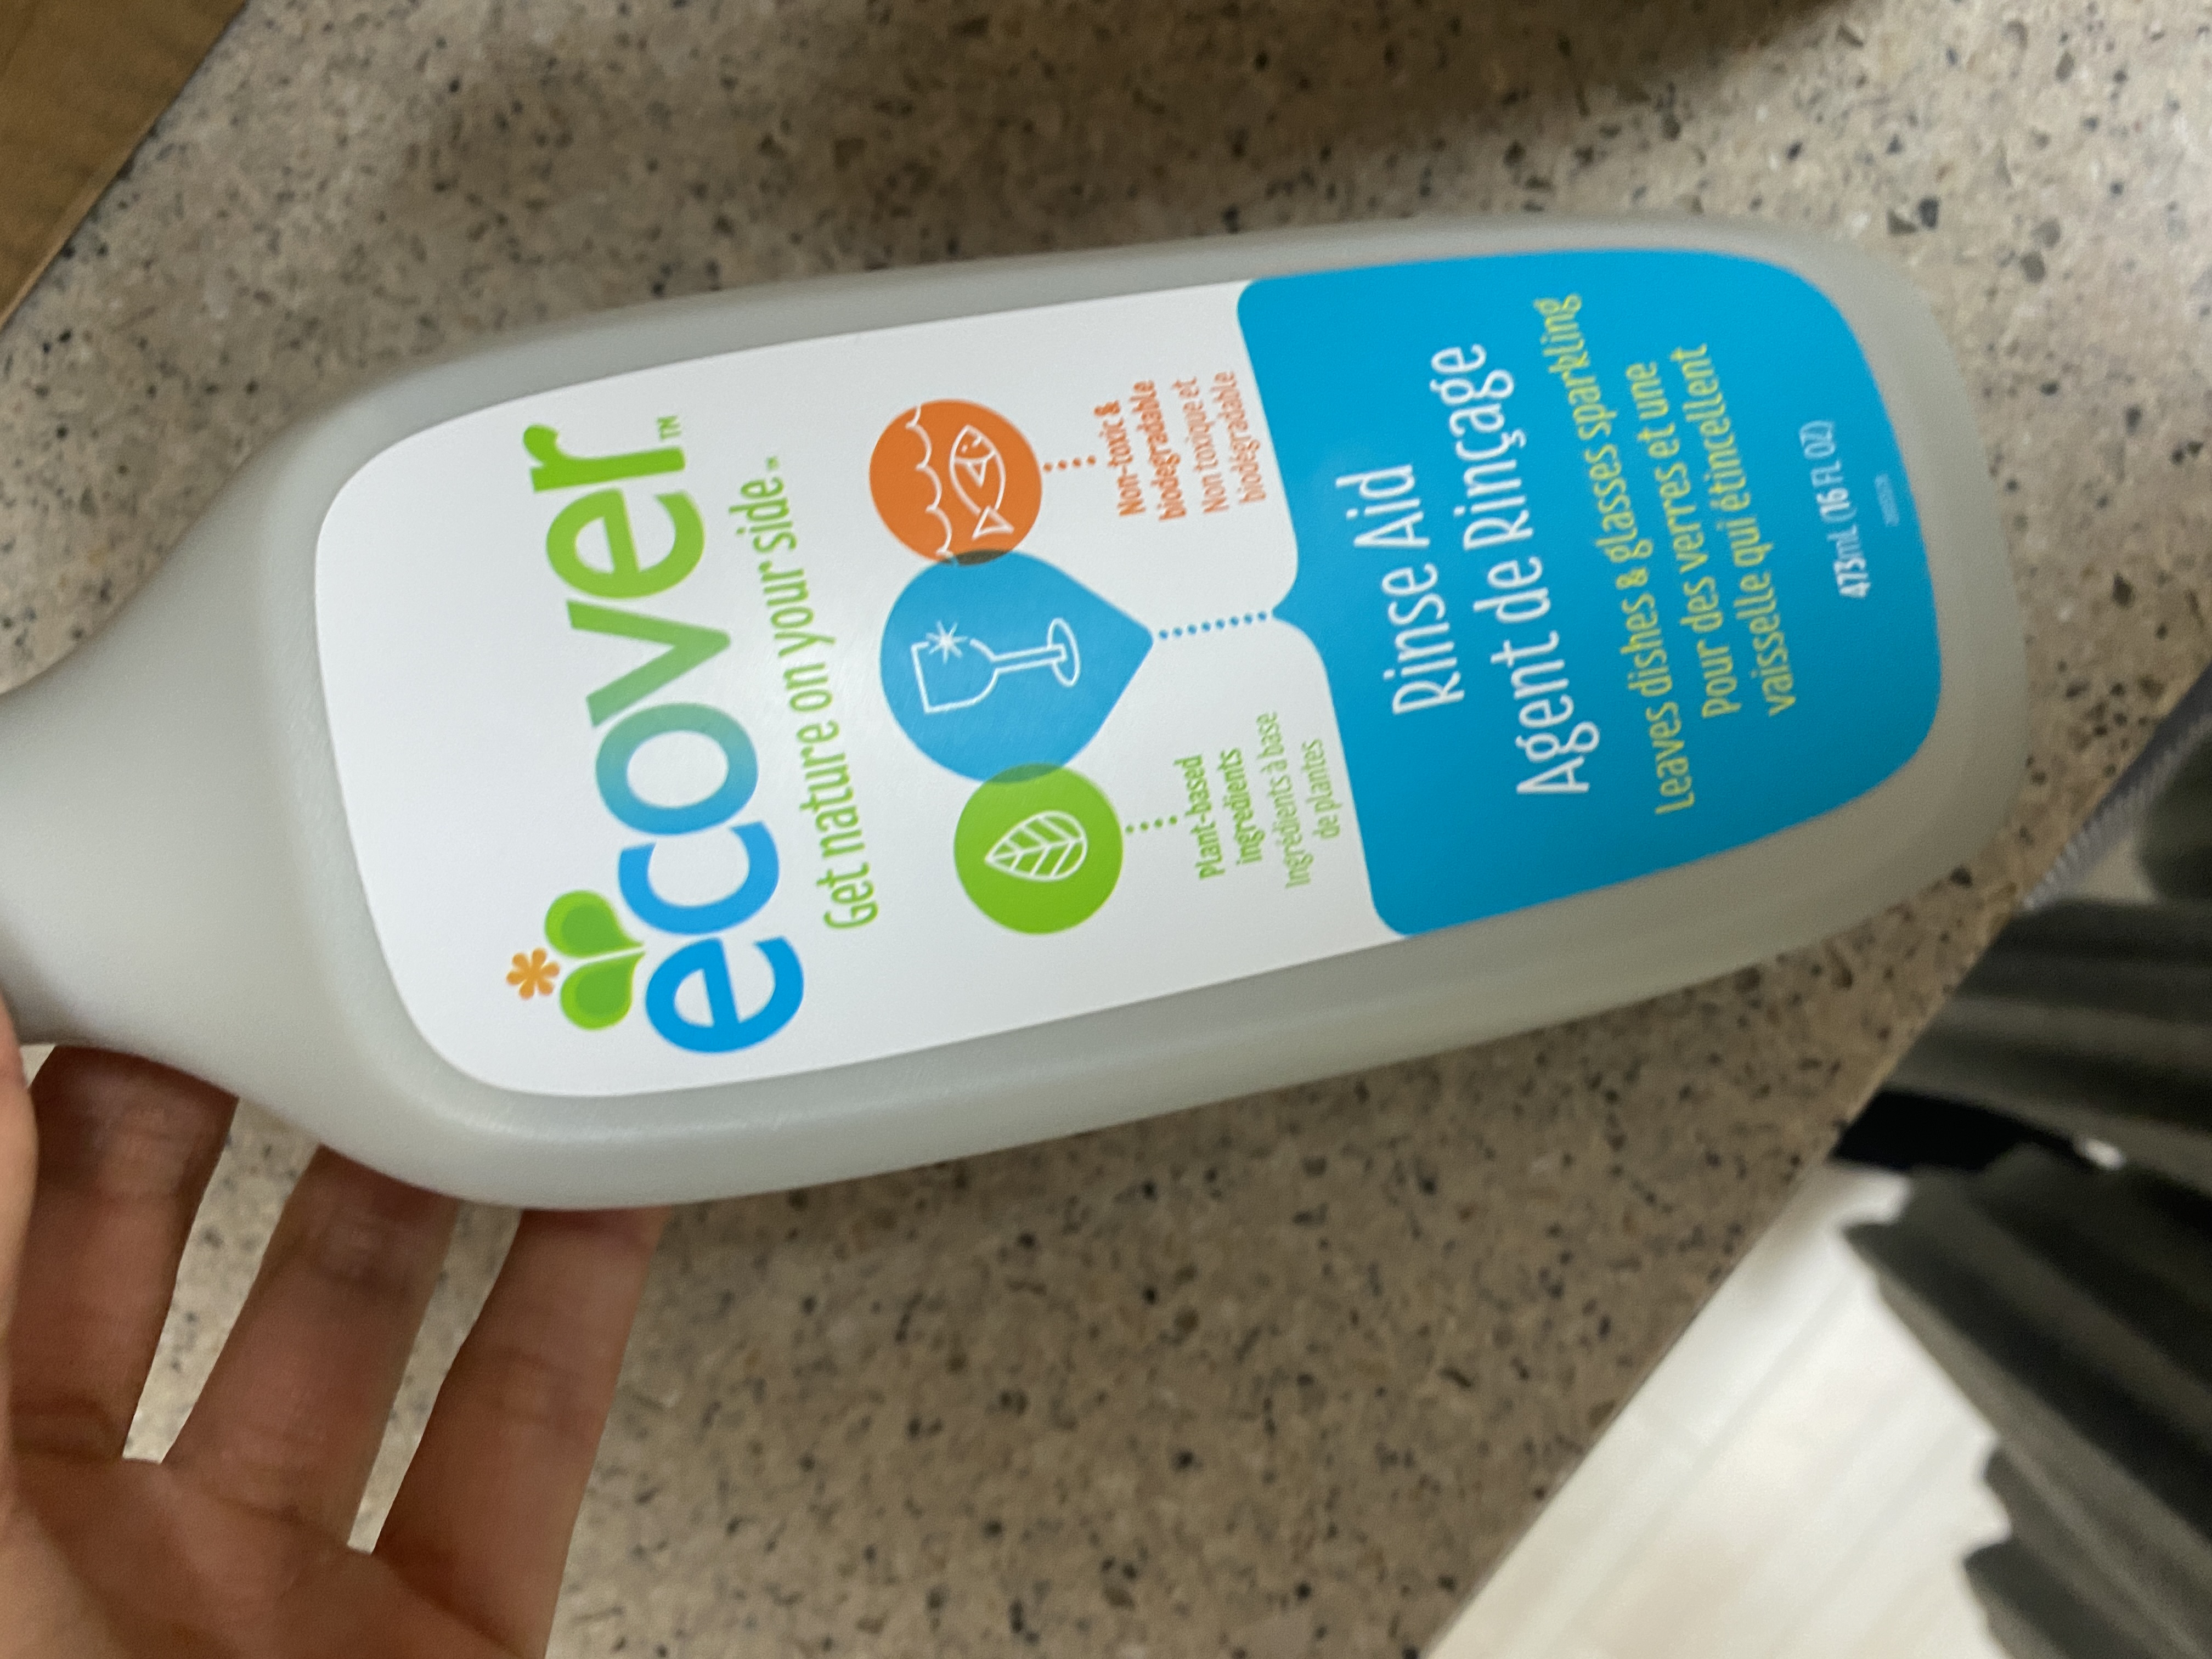 ecover™
Get nature on your side.™
Plant-based
ingredients
Ingrédients à base
de plantes
Non-toxic &
biodegradable
Non toxique et
biodégradable
Rinse Aid
Agent de Rinçage
Leaves dishes & glasses sparkling
Pour des verres et une
vaisselle qui étincellent
473mL (16 FL OZ)